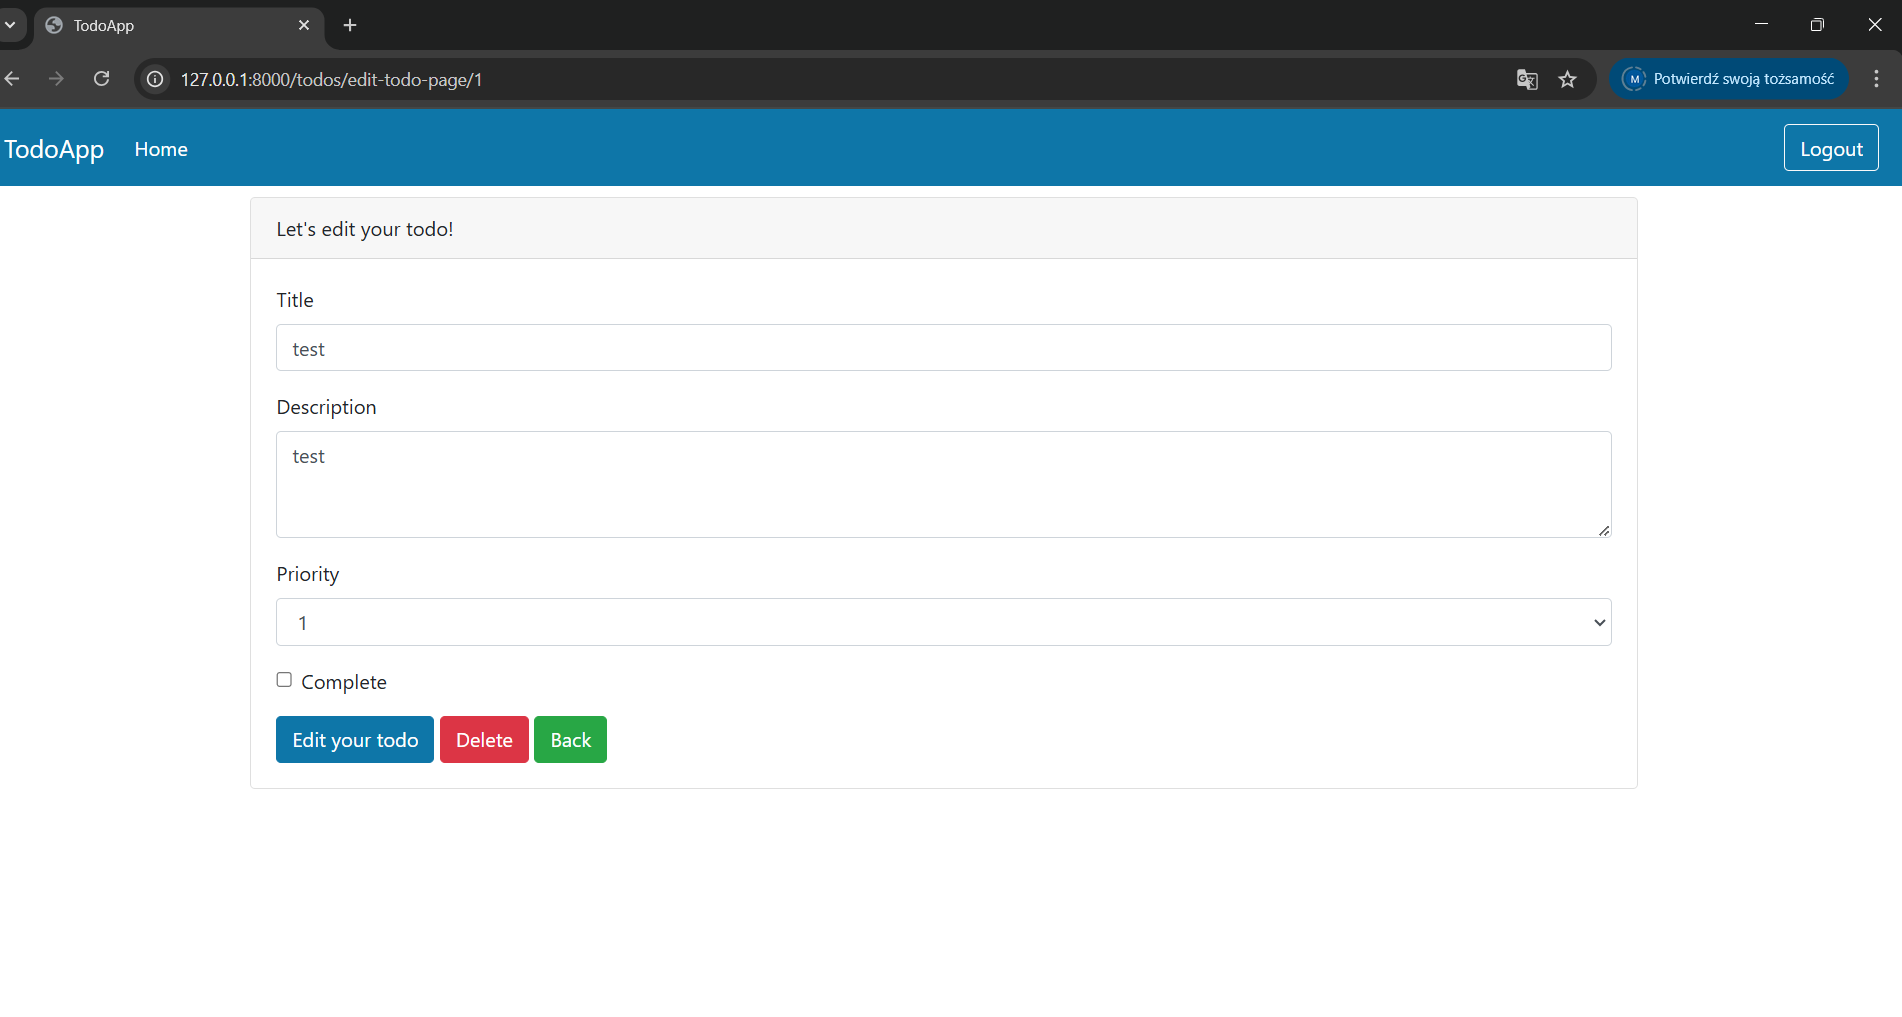 TodoApp
127.0.0.1:8000/todos/edit-todo-page/1
M Potwierdź swoją tożsamość
TodoApp Home Logout
Let's edit your todo!
Title
test
Description
test
Priority
1
Complete
Edit your todo Delete Back